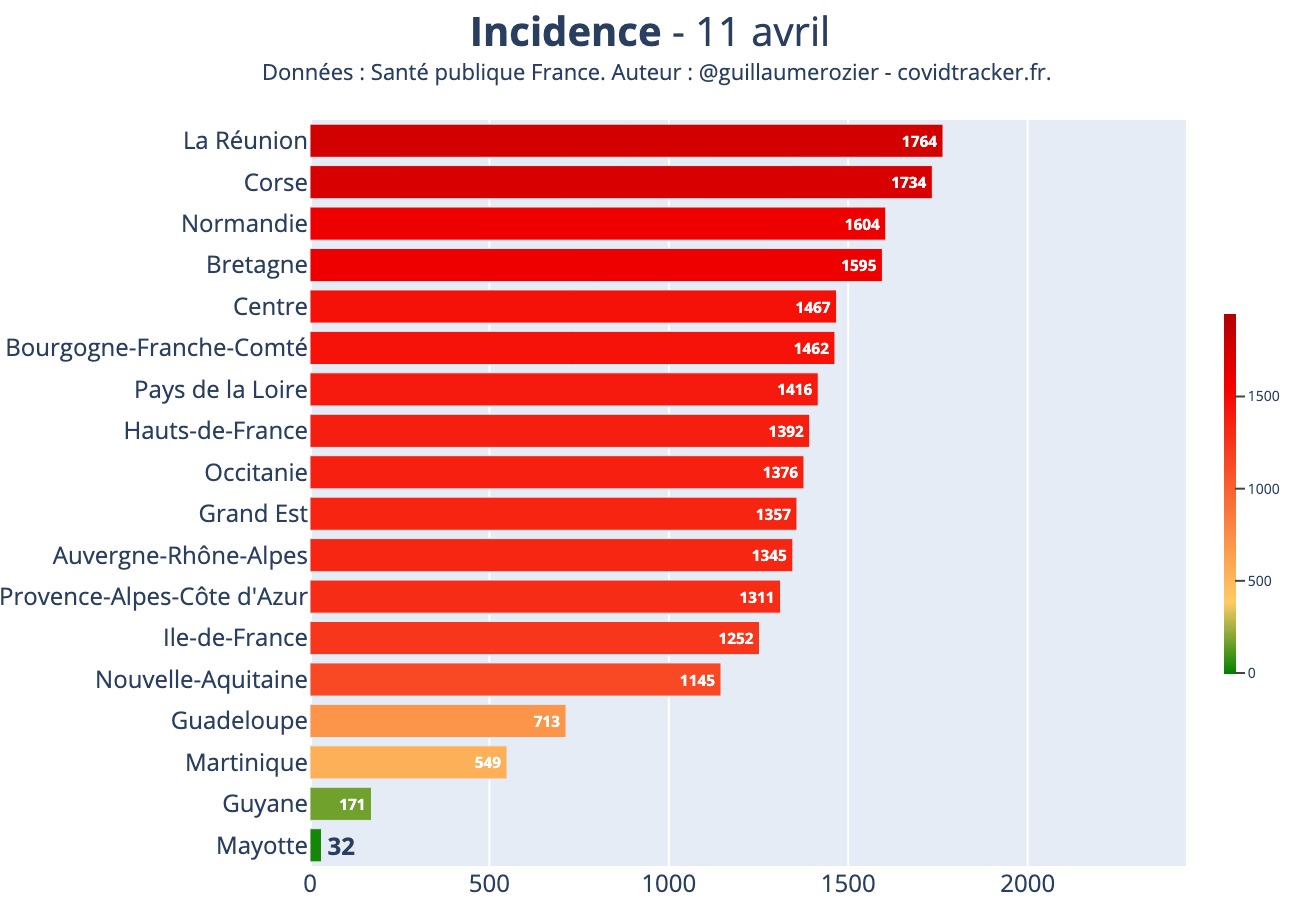 Incidence - 11 avril
Données : Santé publique France. Auteur : @guillaumerozier - covidtracker.fr.
La Réunion 1764
Corse 1734
Normandie 1604
Bretagne 1595
Centre 1467
Bourgogne-Franche-Comté 1462
Pays de la Loire 1416
Hauts-de-France 1392
Occitanie 1376
Grand Est 1357
Auvergne-Rhône-Alpes 1345
Provence-Alpes-Côte d'Azur 1311
Ile-de-France 1252
Nouvelle-Aquitaine 1145
Guadeloupe 713
Martinique 549
Guyane 171
Mayotte 32
0 500 1000 1500 2000
1500
1000
500
0